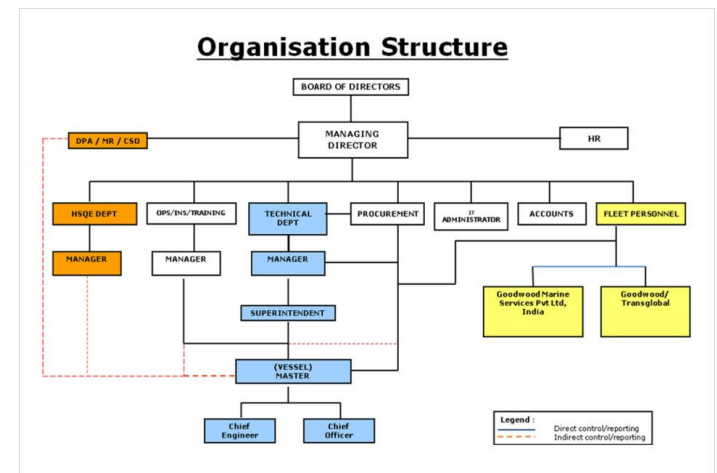 Organisation Structure
BOARD OF DIRECTORS
DPA / MR / CSO
MANAGING
DIRECTOR
HR
HSQE DEPT
OPS/INS/TRAINING
TECHNICAL
DEPT
PROCUREMENT
IT
ADMINISTRATOR
ACCOUNTS
FLEET PERSONNEL
MANAGER
MANAGER
MANAGER
Goodwood Marine
Services Pvt Ltd,
India
Goodwood/
Transglobal
SUPERINTENDENT
(VESSEL)
MASTER
Chief
Engineer
Chief
Officer
Legend :
Direct control/reporting
Indirect control/reporting